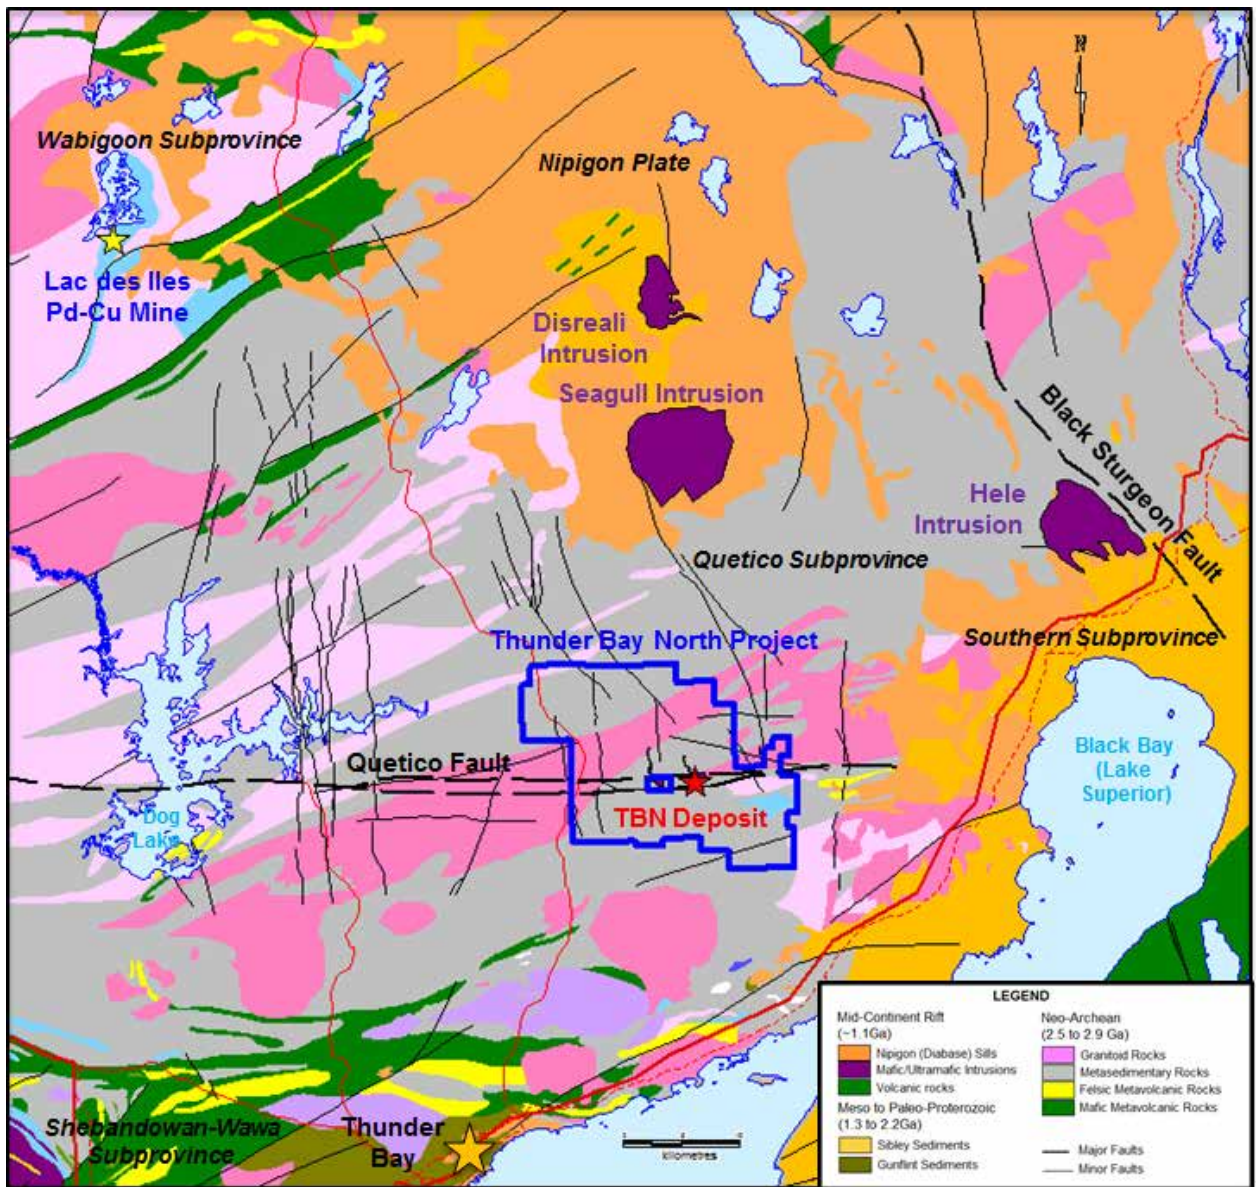 N
Wabigoon Subprovince
Nipigon Plate
Lac des Iles
Pd-Cu Mine
Disreali
Intrusion
Seagull Intrusion
Black Sturgeon Fault
Hele
Intrusion
Quetico Subprovince
Thunder Bay North Project
Southern Subprovince
Quetico Fault
Black Bay
(Lake
Superior)
Dog
Lake
TBN Deposit
Shebandowan-Wawa
Subprovince
Thunder
Bay
kilometres
LEGEND
Mid-Continent Rift
(~1.1Ga)
Nipigon (Diabase) Sills
Mafic/Ultramafic Intrusions
Volcanic rocks
Meso to Paleo-Proterozoic
(1.3 to 2.2Ga)
Sibley Sediments
Gunflint Sediments
Neo-Archean
(2.5 to 2.9 Ga)
Granitoid Rocks
Metasedimentary Rocks
Felsic Metavolcanic Rocks
Mafic Metavolcanic Rocks
Major Faults
Minor Faults